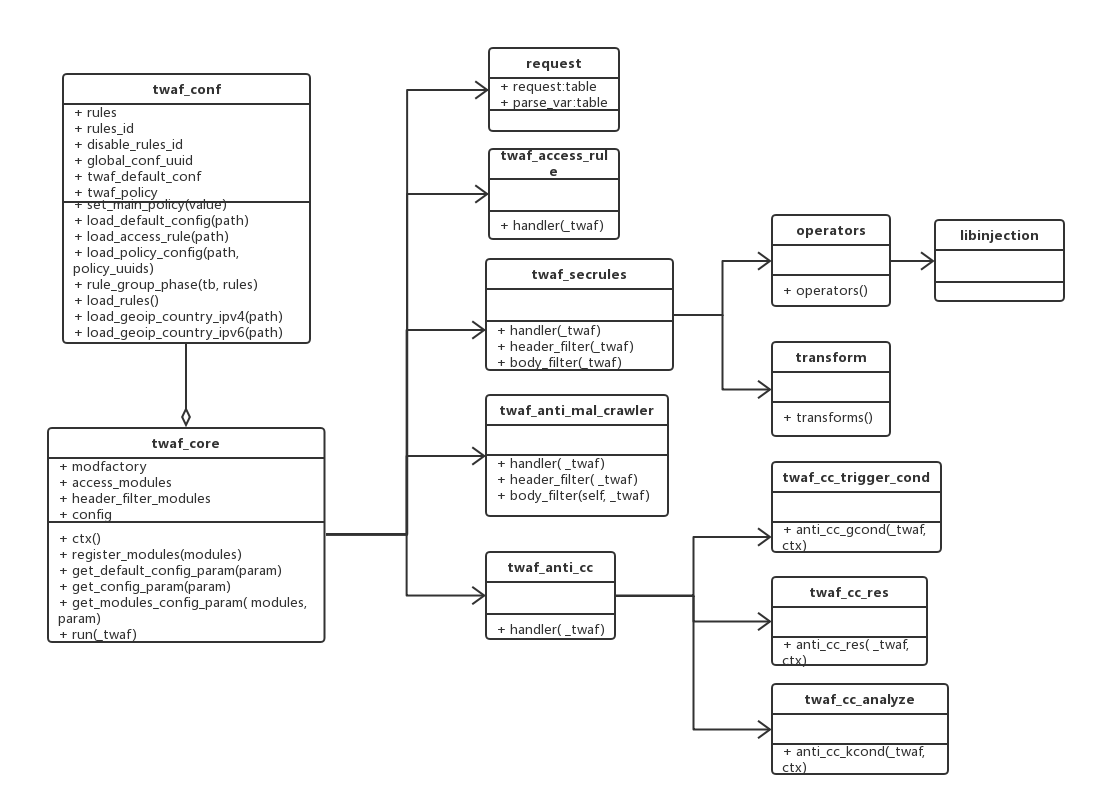 twaf_conf
+ rules
+ rules_id
+ disable_rules_id
+ global_conf_uuid
+ twaf_default_conf
+ twaf_policy
+ set_main_policy(value)
+ load_default_config(path)
+ load_access_rule(path)
+ load_policy_config(path,
policy_uuids)
+ rule_group_phase(tb, rules)
+ load_rules()
+ load_geoip_country_ipv4(path)
+ load_geoip_country_ipv6(path)
twaf_core
+ modfactory
+ access_modules
+ header_filter_modules
+ config
+ ctx()
+ register_modules(modules)
+ get_default_config_param(param)
+ get_config_param(param)
+ get_modules_config_param( modules,
param)
+ run(_twaf)
request
+ request:table
+ parse_var:table
twaf_access_rul
e
+ handler(_twaf)
twaf_secrules
+ handler(_twaf)
+ header_filter(_twaf)
+ body_filter(_twaf)
twaf_anti_mal_crawler
+ handler( _twaf)
+ header_filter( _twaf)
+ body_filter(self, _twaf)
twaf_anti_cc
+ handler( _twaf)
operators
+ operators()
libinjection
transform
+ transforms()
twaf_cc_trigger_cond
+ anti_cc_gcond(_twaf,
ctx)
twaf_cc_res
+ anti_cc_res( _twaf,
ctx)
twaf_cc_analyze
+ anti_cc_kcond(_twaf,
ctx)